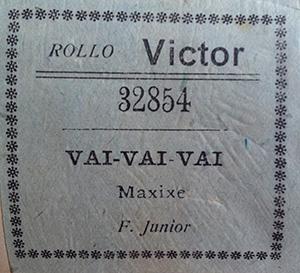 ROLLO Victor
32854
VAI-VAI-VAI
Maxixe
F. Junior